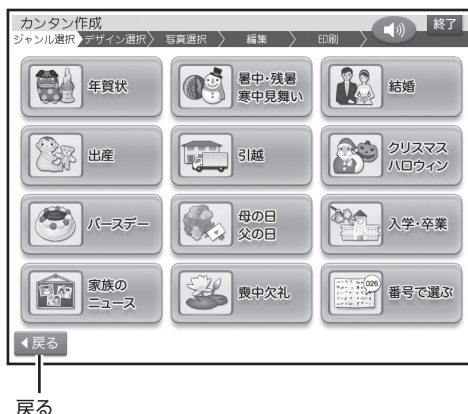 カンタン作成
終了
ジャンル選択 デザイン選択 写真選択 編集 印刷
年賀状
暑中・残暑
寒中見舞い
結婚
出産
引越
クリスマス
ハロウィン
バースデー
母の日
父の日
入学・卒業
家族の
ニュース
喪中欠礼
026
番号で選ぶ
戻る
戻る